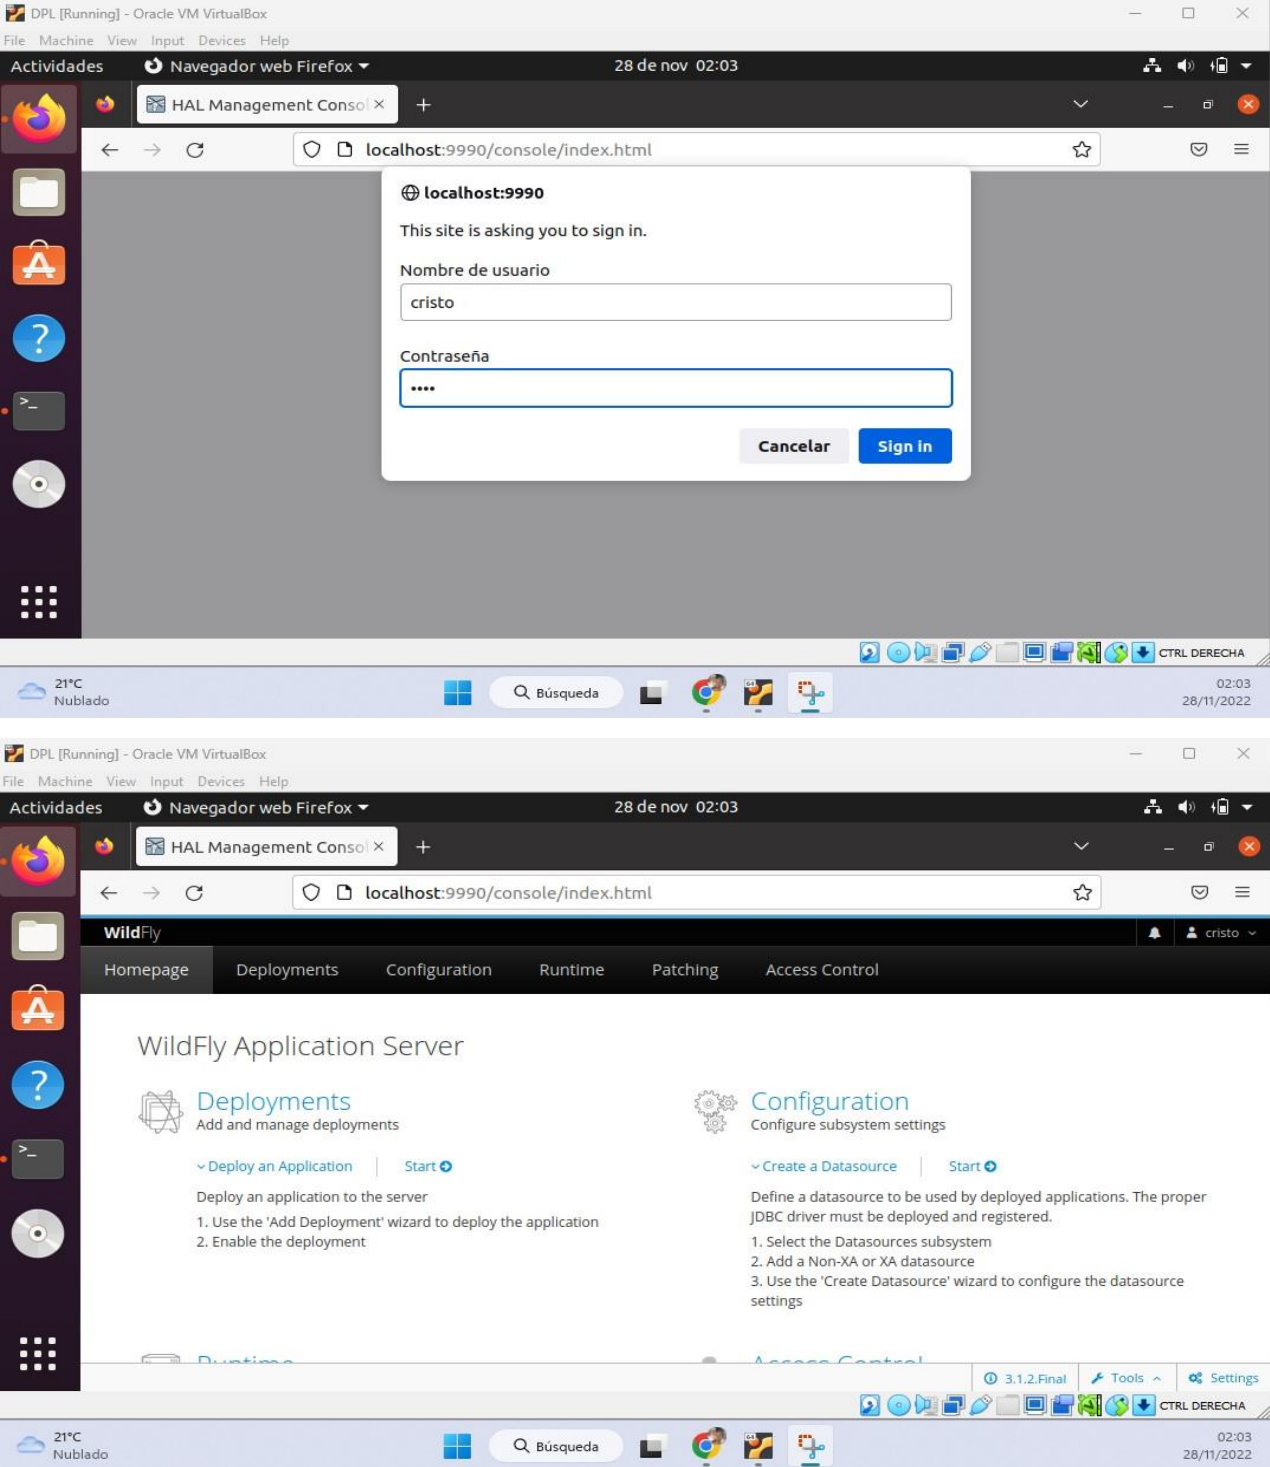 DPL [Running] - Oracle VM VirtualBox
File Machine View Input Devices Help
Actividades Navegador web Firefox 28 de nov 02:03
HAL Management Consol
localhost:9990/console/index.html
localhost:9990
This site is asking you to sign in.
Nombre de usuario
cristo
Contraseña
••••
Cancelar Sign in
CTRL DERECHA
21°C
Nublado
Búsqueda
02:03
28/11/2022
DPL [Running] - Oracle VM VirtualBox
File Machine View Input Devices Help
Actividades Navegador web Firefox 28 de nov 02:03
HAL Management Consol
localhost:9990/console/index.html
WildFly cristo
Homepage Deployments Configuration Runtime Patching Access Control
WildFly Application Server
Deployments
Add and manage deployments
Deploy an Application Start
Deploy an application to the server
1. Use the 'Add Deployment' wizard to deploy the application
2. Enable the deployment
Configuration
Configure subsystem settings
Create a Datasource Start
Define a datasource to be used by deployed applications. The proper
JDBC driver must be deployed and registered.
1. Select the Datasources subsystem
2. Add a Non-XA or XA datasource
3. Use the 'Create Datasource' wizard to configure the datasource
settings
Runtime
Access Control
3.1.2.Final Tools Settings
CTRL DERECHA
21°C
Nublado
Búsqueda
02:03
28/11/2022